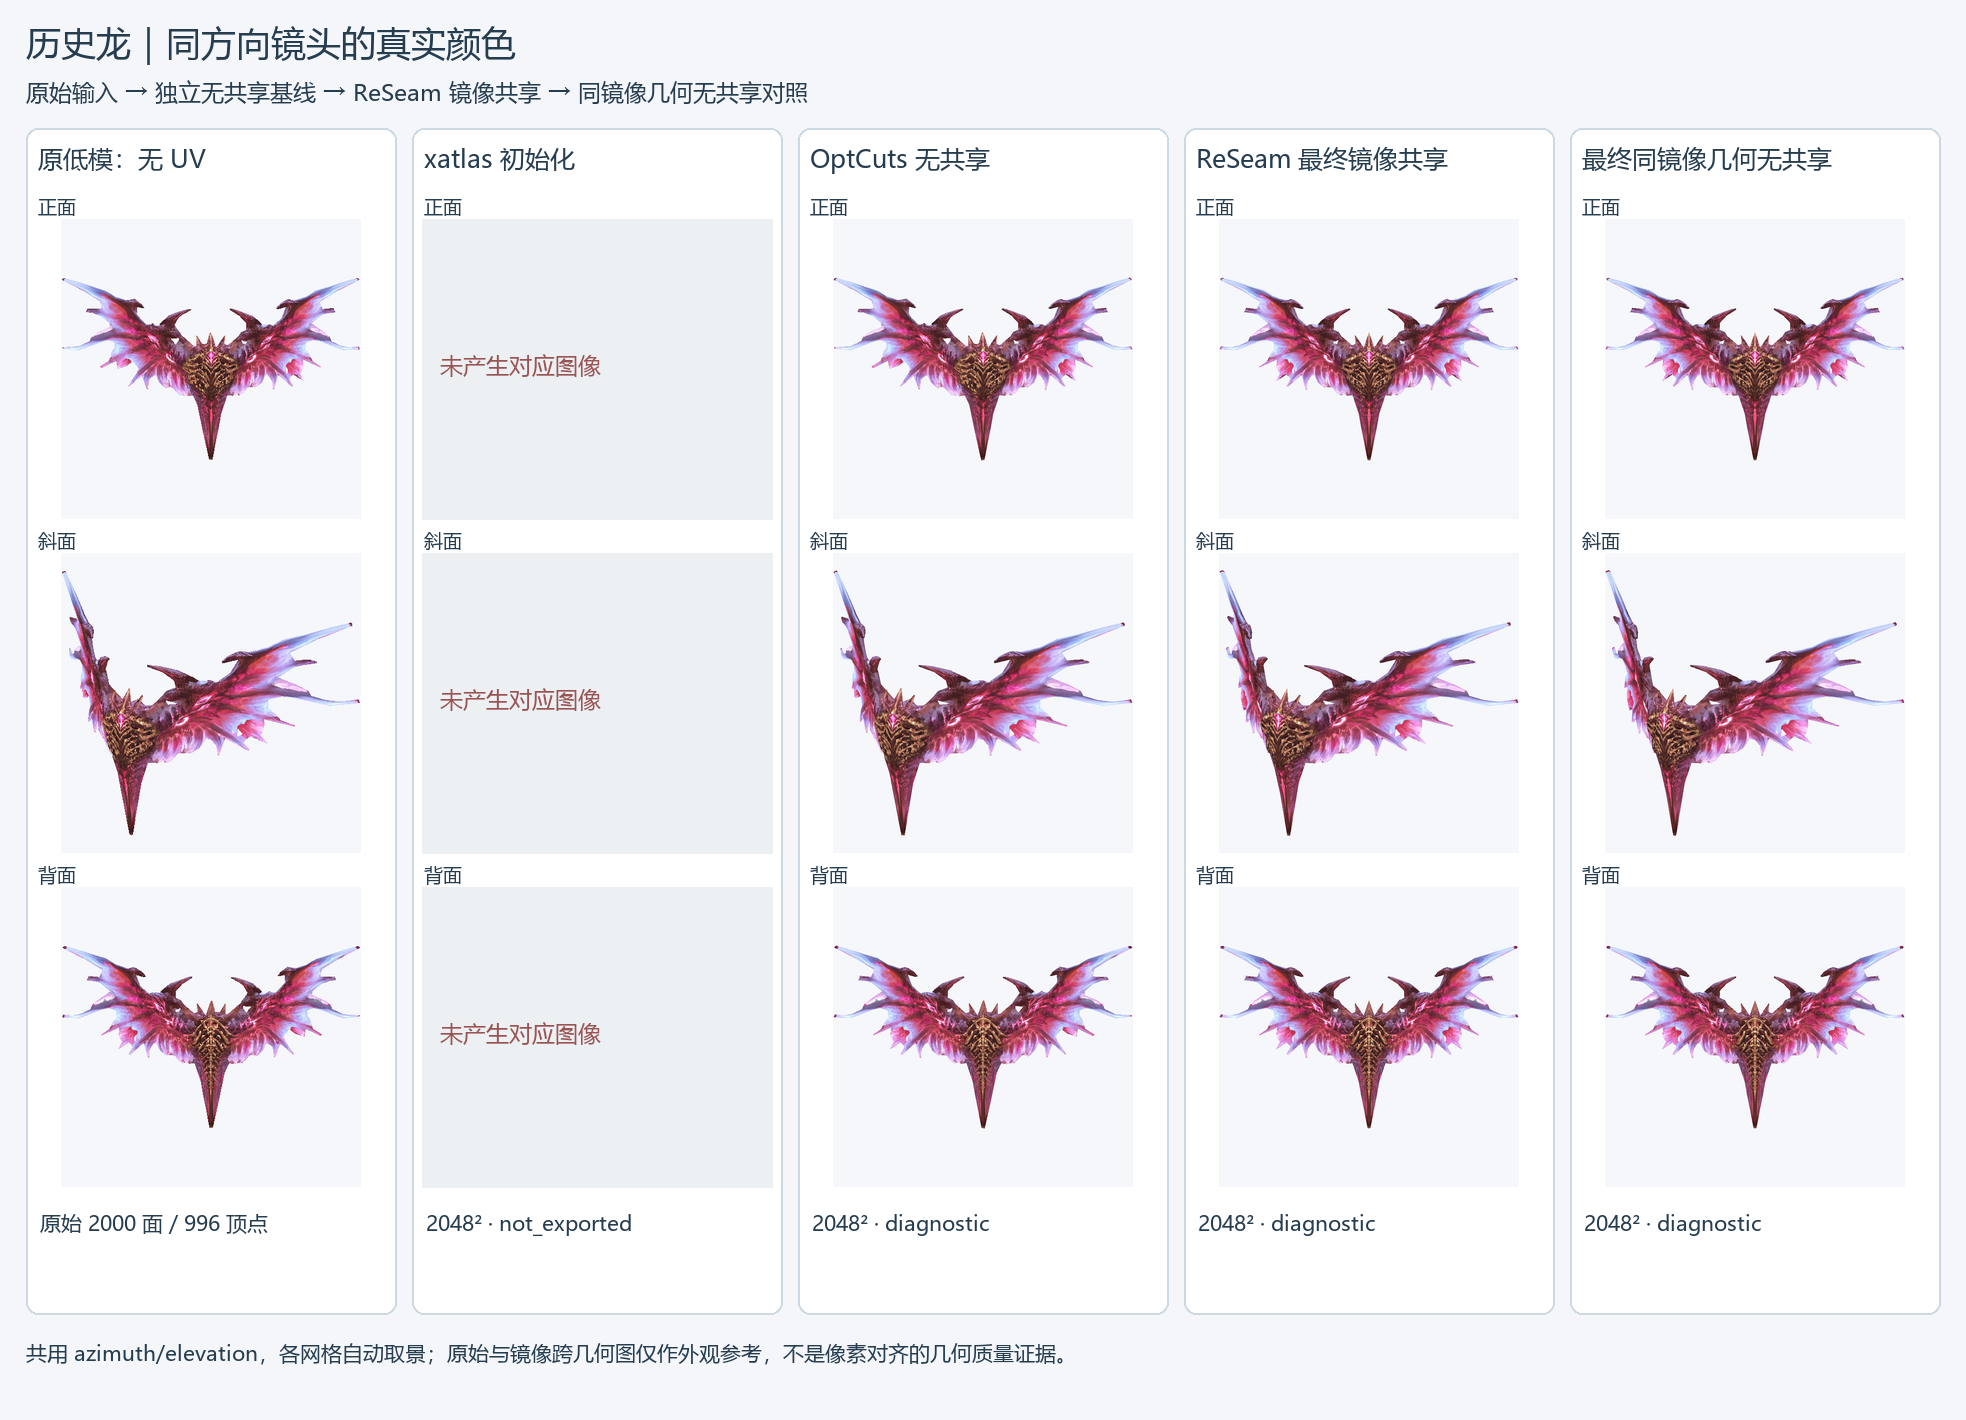 历史龙 | 同方向镜头的真实颜色
原始输入 → 独立无共享基线 → ReSeam 镜像共享 → 同镜像几何无共享对照
原低模：无 UV
正面
斜面
背面
原始 2000 面 / 996 顶点
xatlas 初始化
正面
未产生对应图像
斜面
未产生对应图像
背面
未产生对应图像
2048² · not_exported
OptCuts 无共享
正面
斜面
背面
2048² · diagnostic
ReSeam 最终镜像共享
正面
斜面
背面
2048² · diagnostic
最终同镜像几何无共享
正面
斜面
背面
2048² · diagnostic
共用 azimuth/elevation，各网格自动取景；原始与镜像跨几何图仅作外观参考，不是像素对齐的几何质量证据。